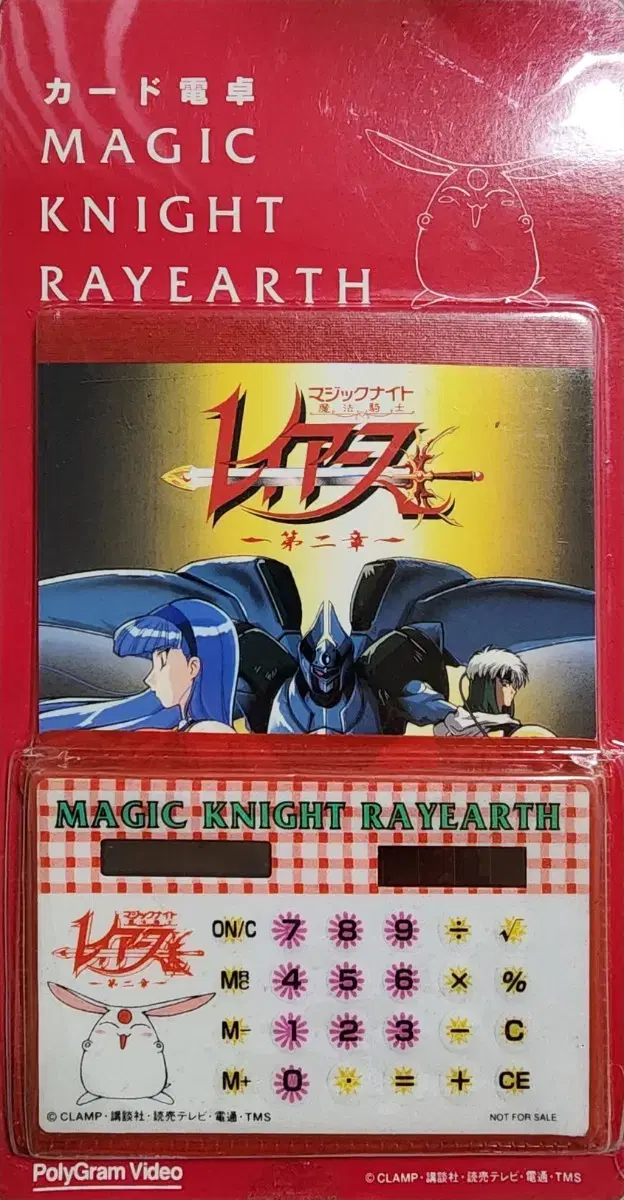 カード電卓
MAGIC
KNIGHT
RAYEARTH
マジックナイト
魔法騎士
レイアース
第二章
MAGIC KNIGHT RAYEARTH
マジックナイト
レイアース
第二章
ON/C 7 8 9 ÷ √
MRC 4 5 6 × %
M- 1 2 3 − C
M+ 0 · = + CE
©CLAMP・講談社・読売テレビ・電通・TMS
NOT FOR SALE
PolyGram Video
©CLAMP・講談社・読売テレビ・電通・TMS